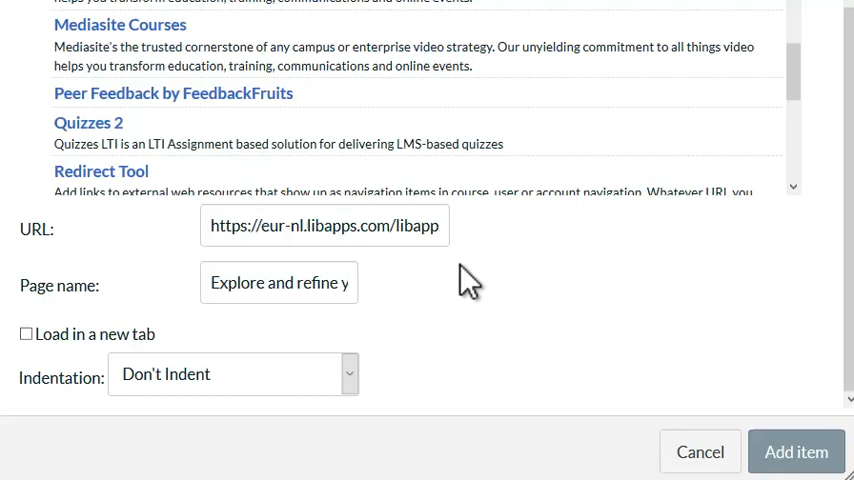 helps you transform education, training, communications and online events.
Mediasite Courses
Mediasite's the trusted cornerstone of any campus or enterprise video strategy. Our unyielding commitment to all things video
helps you transform education, training, communications and online events.
Peer Feedback by FeedbackFruits
Quizzes 2
Quizzes LTI is an LTI Assignment based solution for delivering LMS-based quizzes
Redirect Tool
Add links to external web resources that show up as navigation items in course, user or account navigation. Whatever URL you
URL: https://eur-nl.libapps.com/libapp
Page name: Explore and refine y
Load in a new tab
Indentation: Don't Indent
Cancel Add item